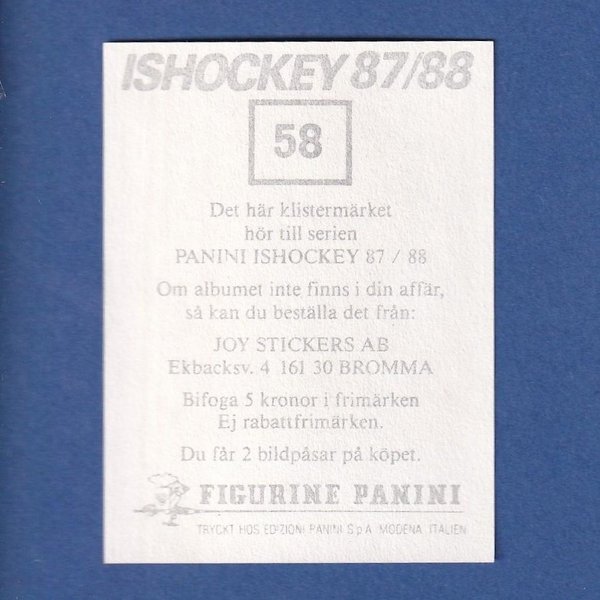 ISHOCKEY 87/88
58
Det här klistermärket
hör till serien
PANINI ISHOCKEY 87 / 88
Om albumet inte finns i din affär,
så kan du beställa det från:
JOY STICKERS AB
Ekbacksv. 4 161 30 BROMMA
Bifoga 5 kronor i frimärken
Ej rabattfrimärken.
Du får 2 bildpåsar på köpet.
FIGURINE PANINI
TRYCKT HOS EDIZIONI PANINI S.p.A. MODENA. ITALIEN